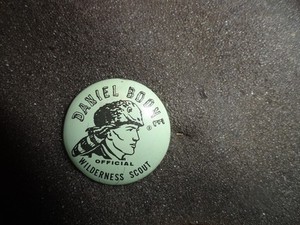 DANIEL BOONE
®
OFFICIAL
WILDERNESS SCOUT